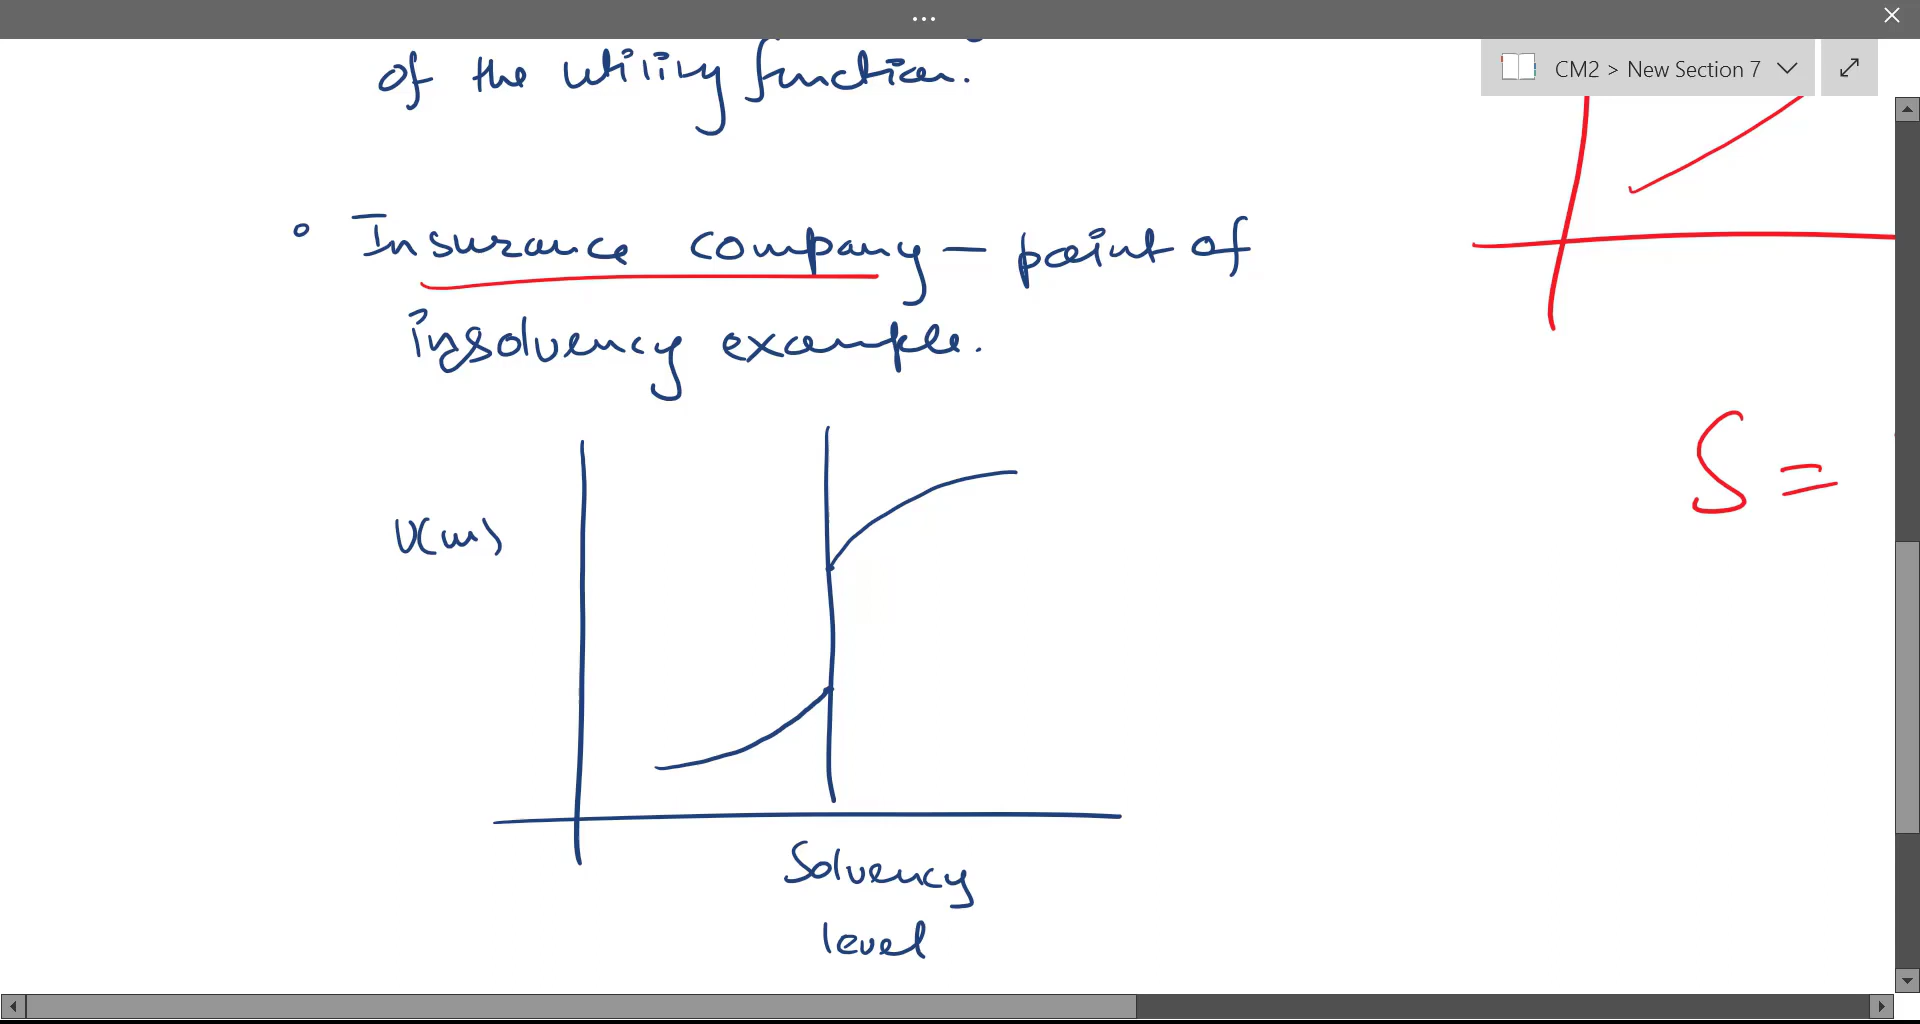 CM2 > New Section 7
of the utility function.
Insurance company – point of
insolvency example.
S =
U(w)
Solvency
level